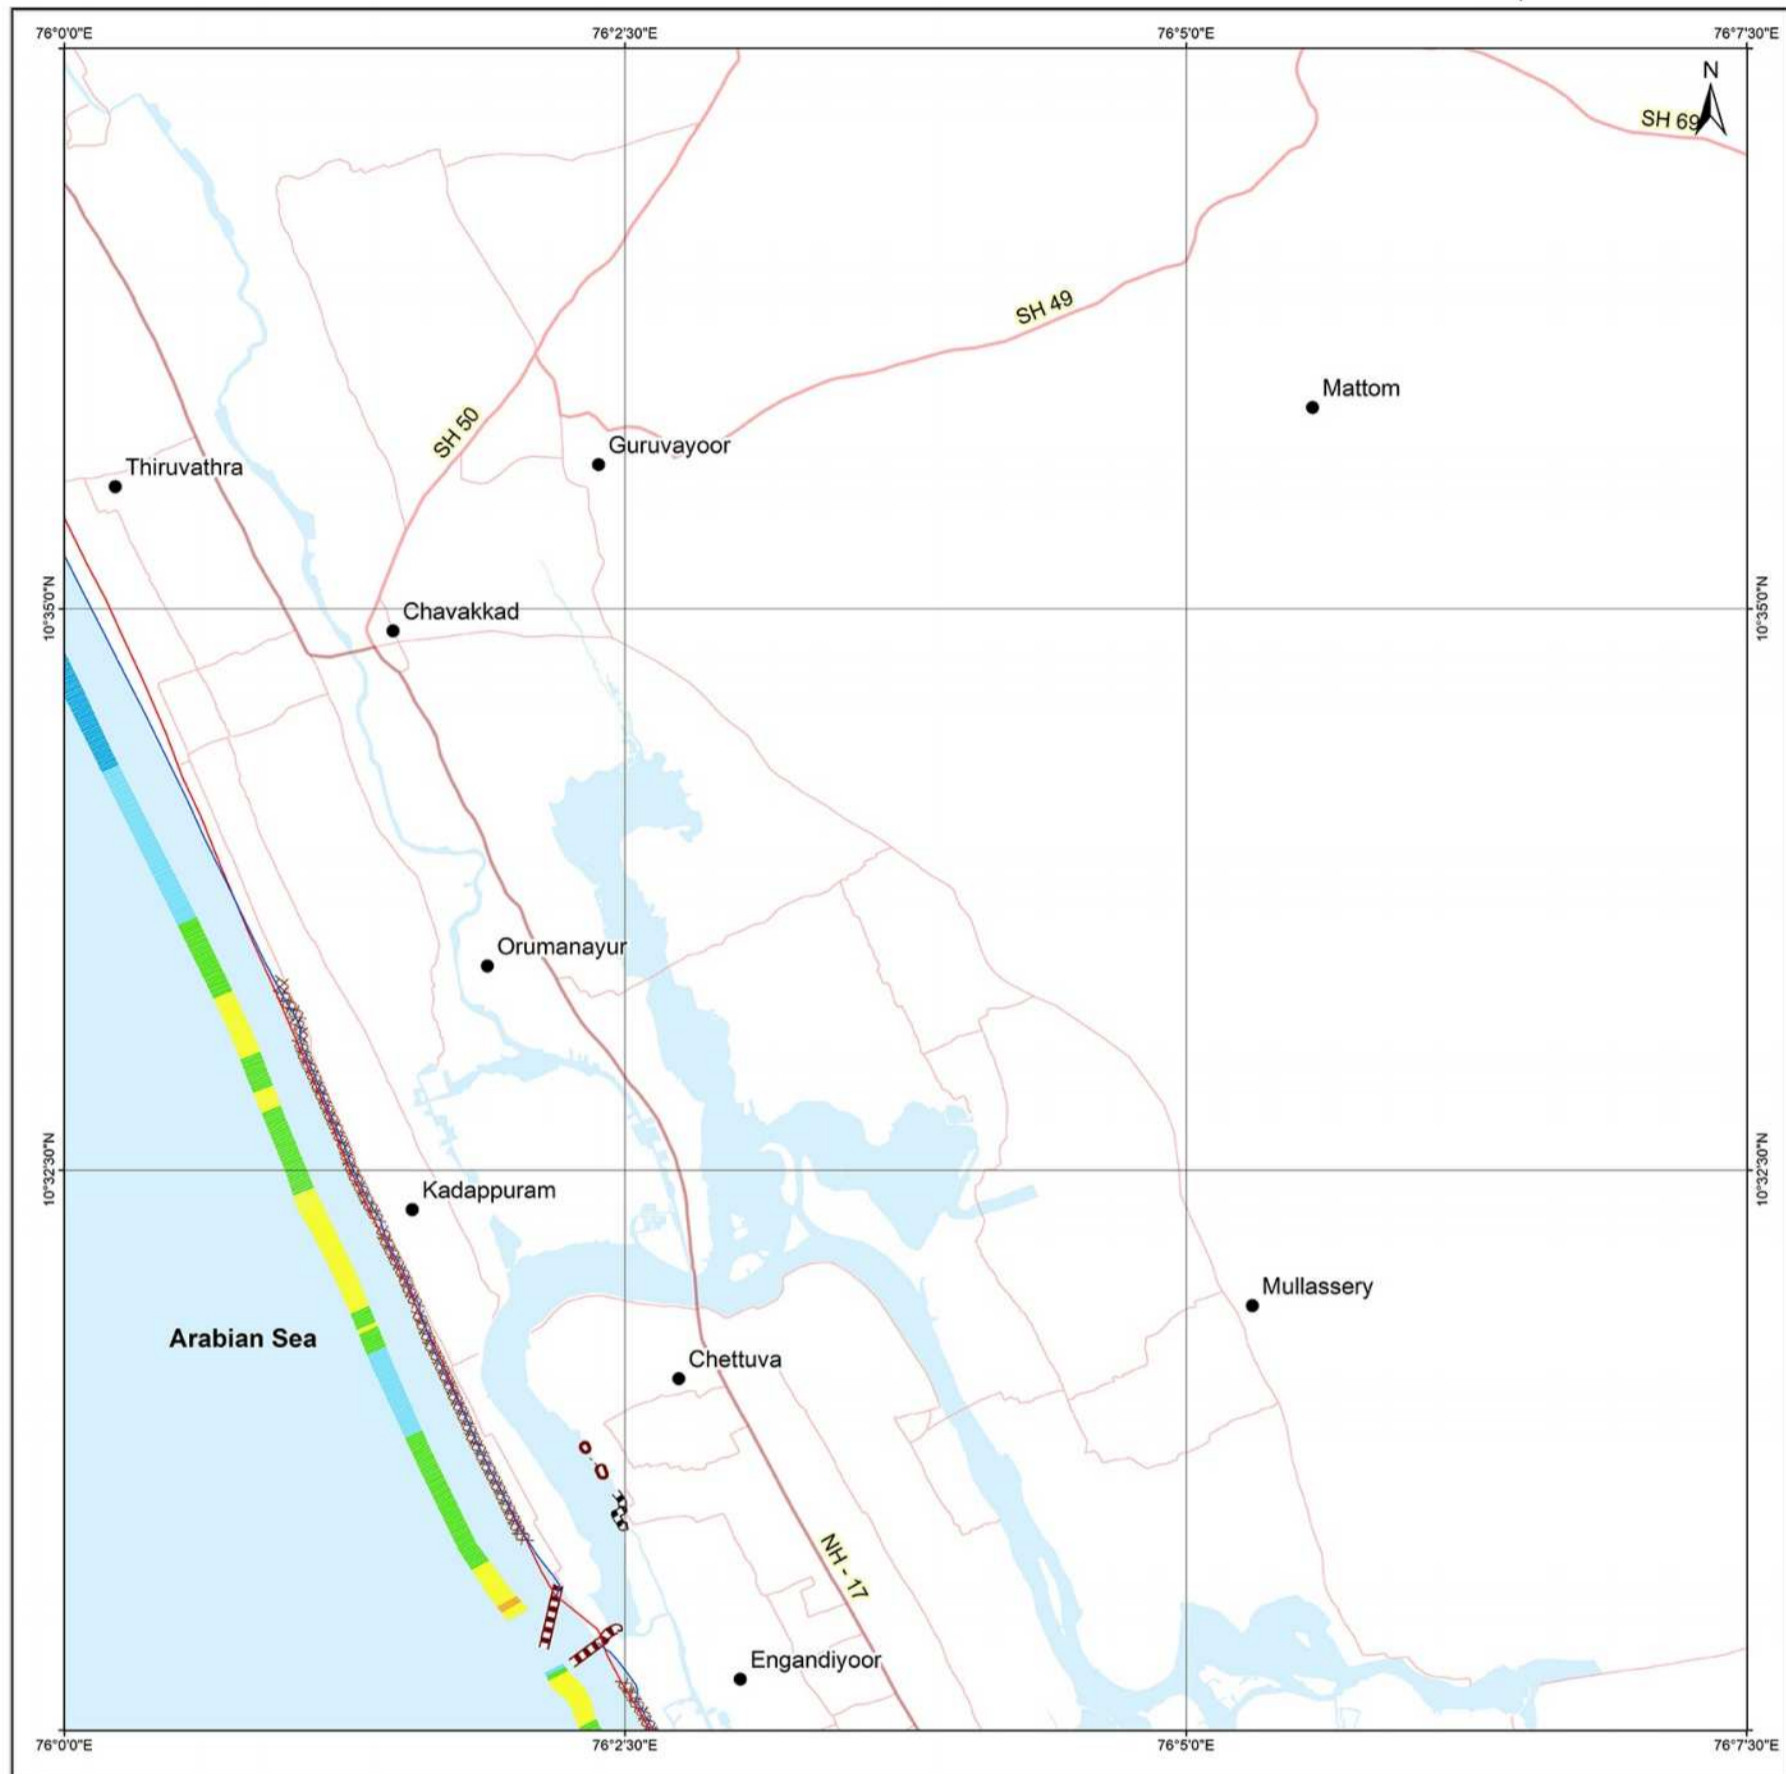 76°0'0"E
76°2'30"E
76°5'0"E
76°7'30"E
N
SH 69
SH 49
Mattom
SH 50
Guruvayoor
Thiruvathra
10°35'0"N
10°35'0"N
Chavakkad
Orumanayur
10°32'30"N
10°32'30"N
Kadappuram
Mullassery
Arabian Sea
Chettuva
NH - 17
Engandiyoor
76°0'0"E
76°2'30"E
76°5'0"E
76°7'30"E